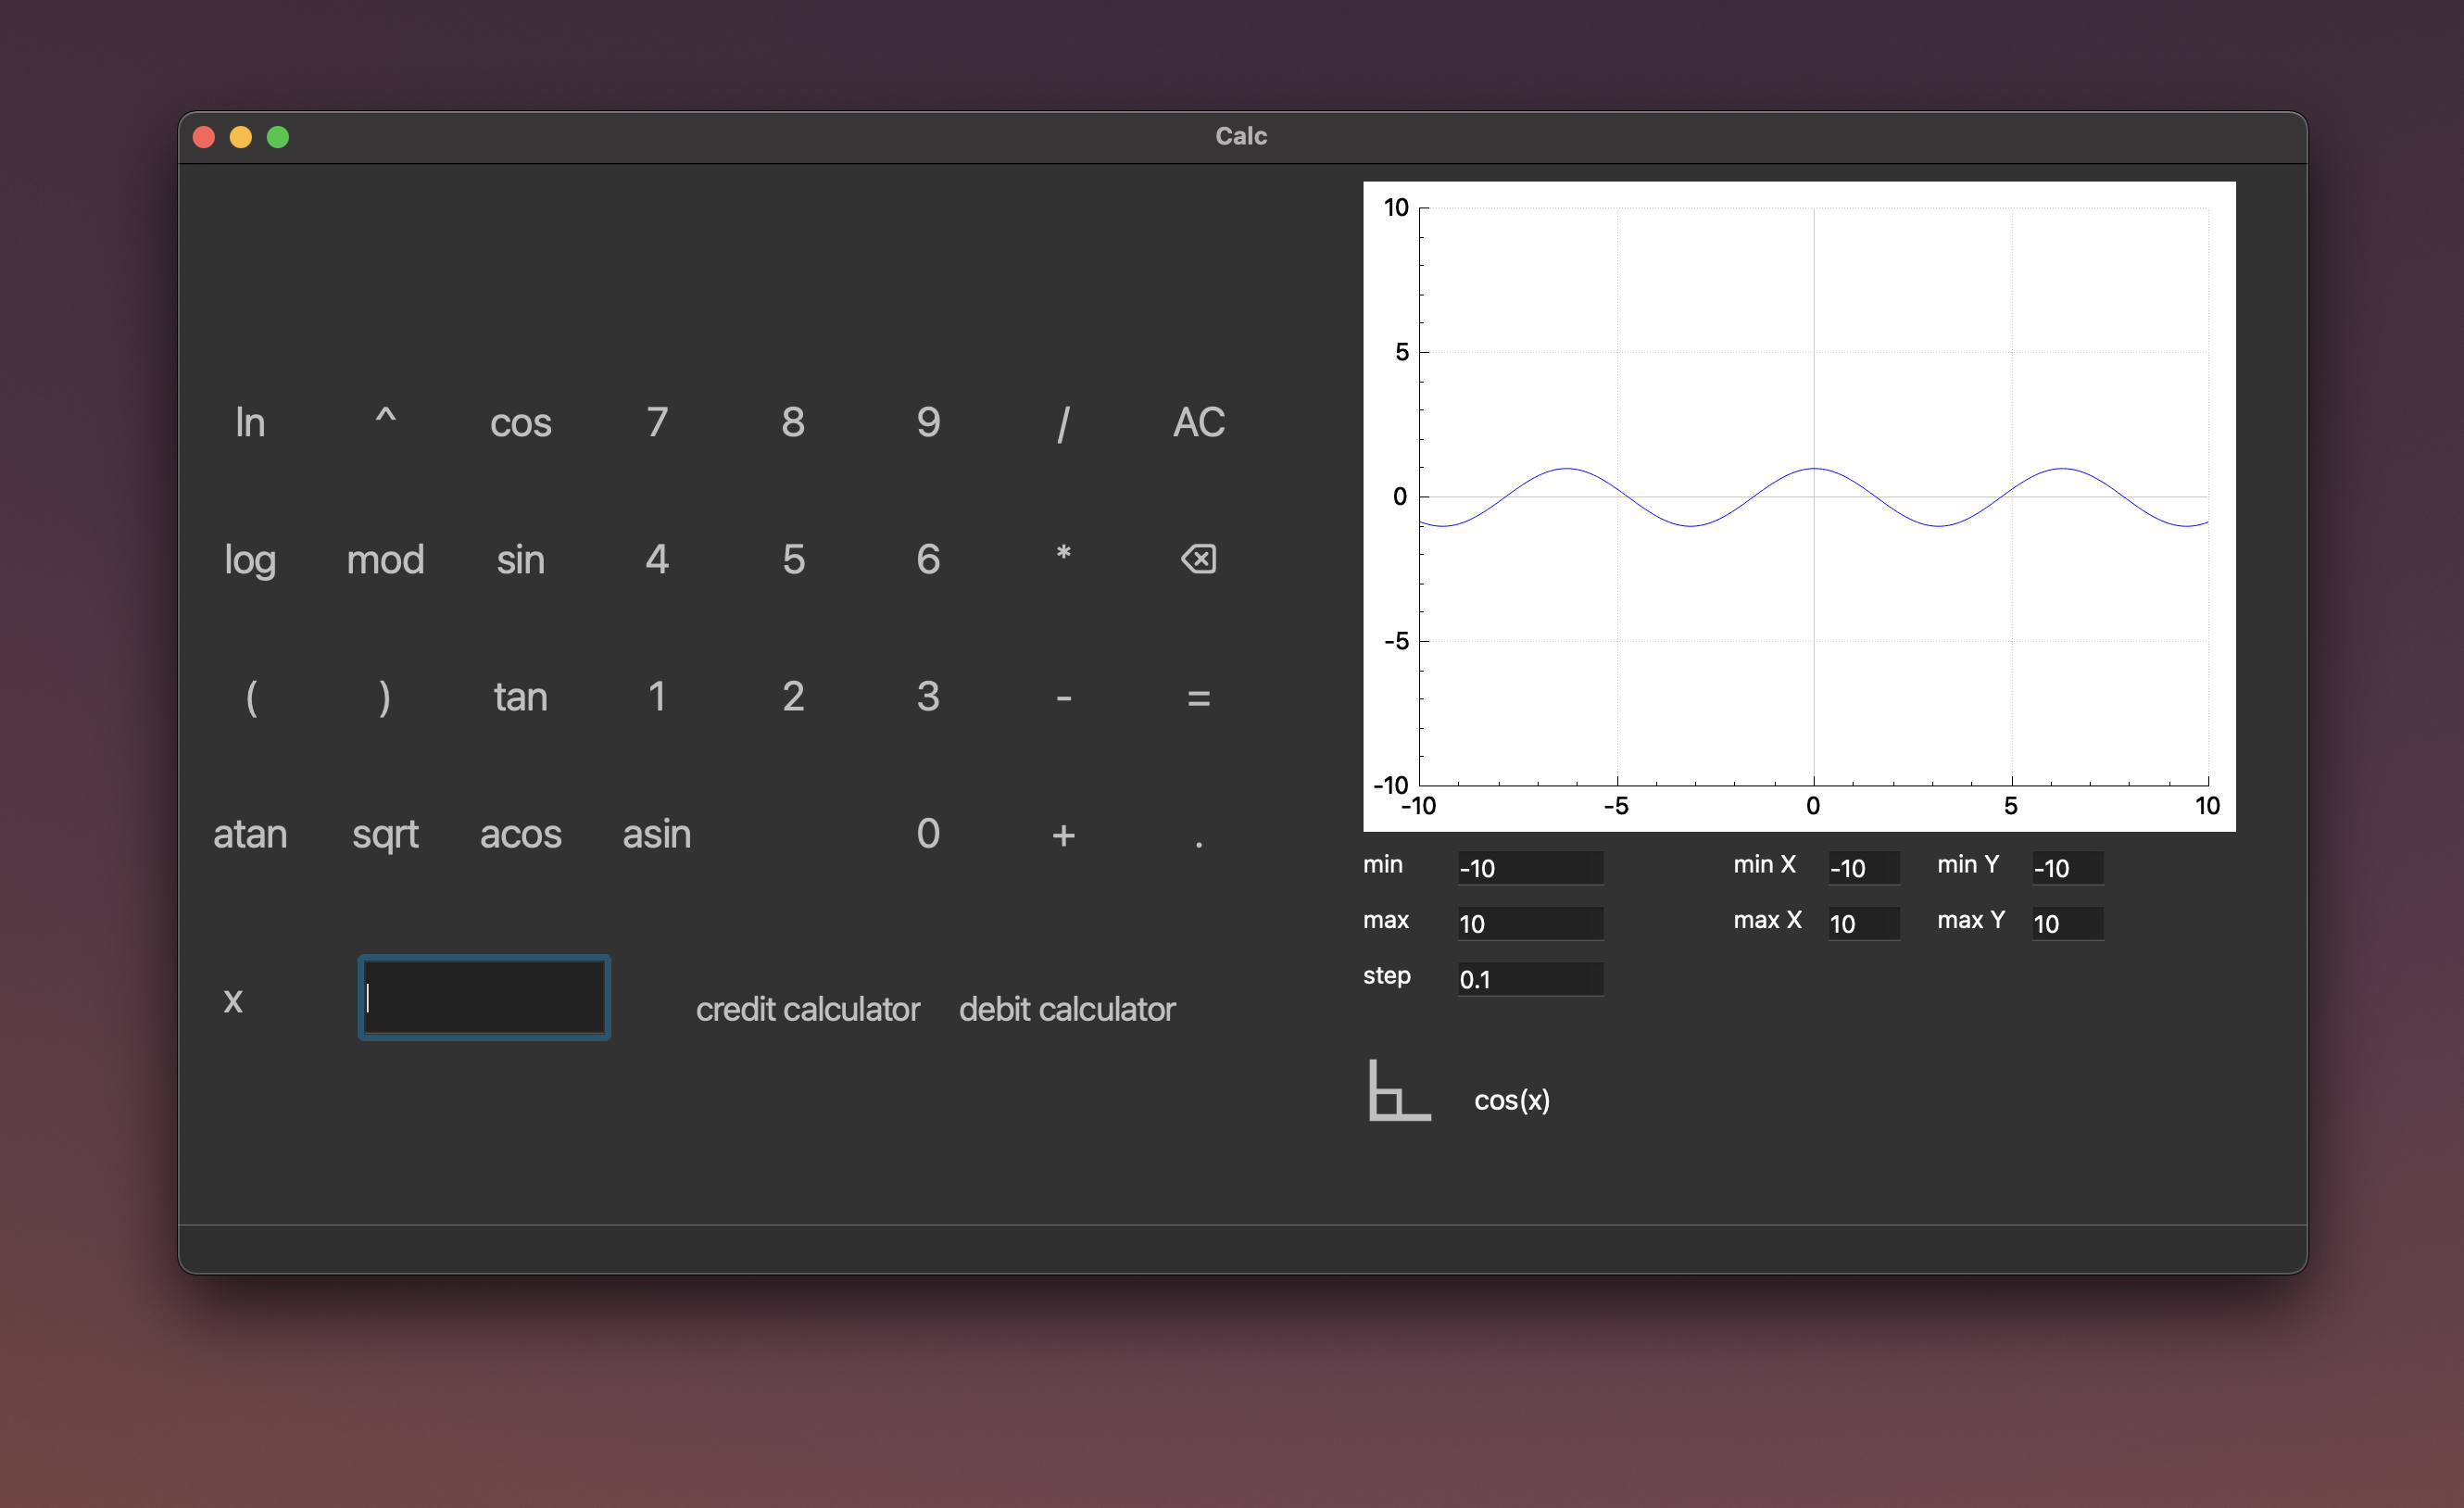 Calc
ln ^ cos 7 8 9 / AC
log mod sin 4 5 6 *
( ) tan 1 2 3 - =
atan sqrt acos asin 0 + .
x credit calculator debit calculator
10
5
0
-5
-10
-10 -5 0 5 10
min -10 min X -10 min Y -10
max 10 max X 10 max Y 10
step 0.1
cos(x)